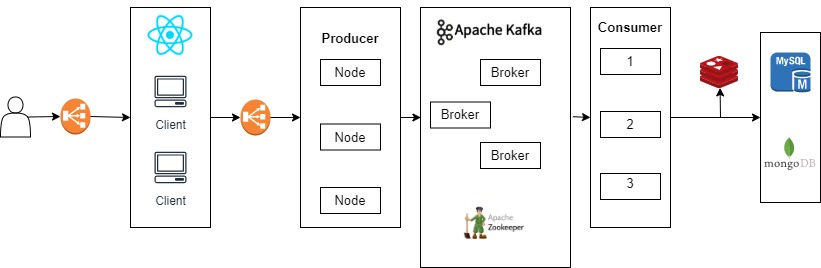 Client
Client
Producer
Node
Node
Node
Apache Kafka
Broker
Broker
Broker
Apache
Zookeeper
Consumer
1
2
3
MySQL
M
mongoDB